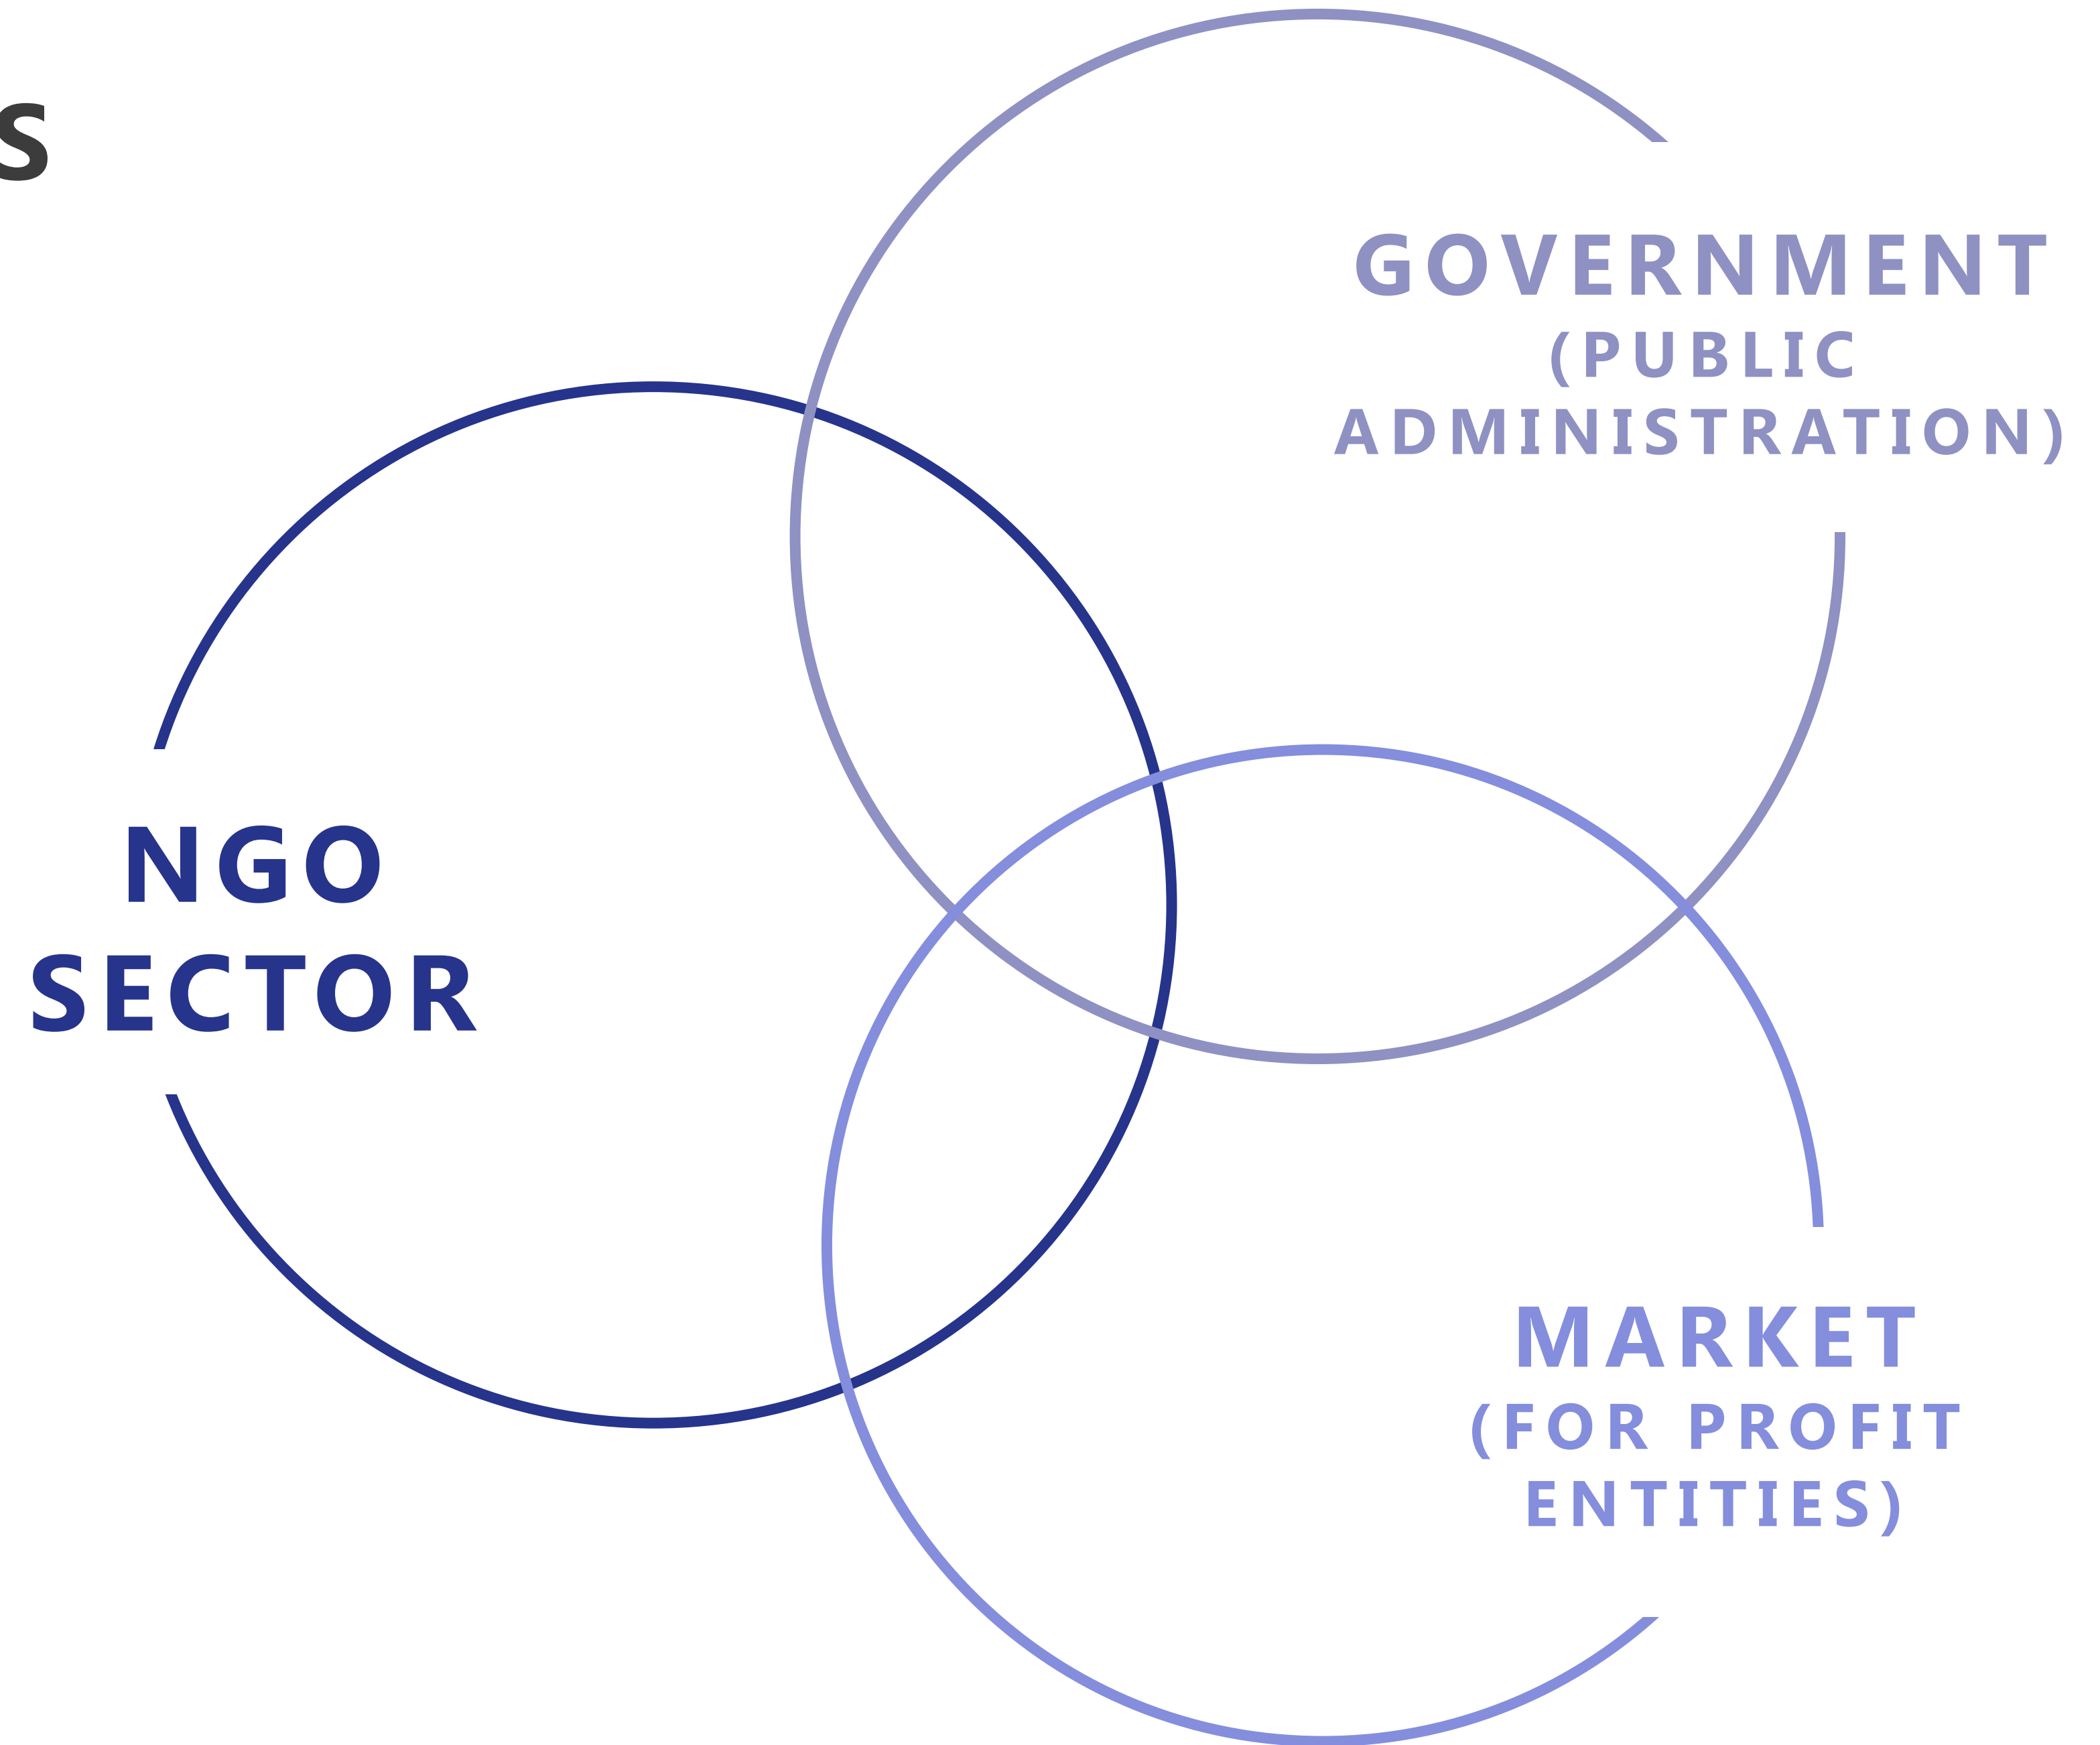 S
GOVERNMENT
(PUBLIC
ADMINISTRATION)
NGO
SECTOR
MARKET
(FOR PROFIT
ENTITIES)